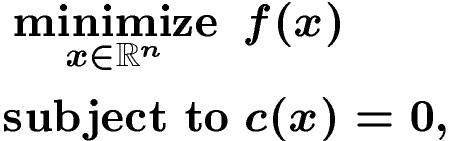 minimize f(x)
x∈ℝⁿ
subject to c(x) = 0,